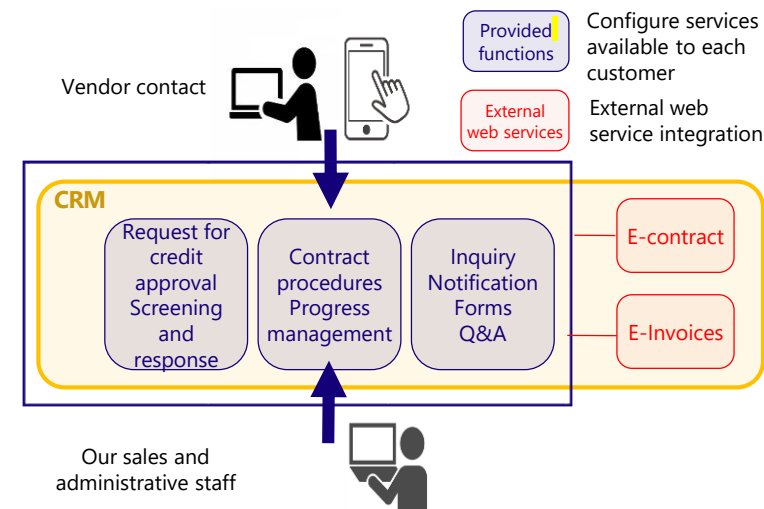 Provided
functions
Configure services
available to each
customer
Vendor contact
External
web services
External web
service integration
CRM
Request for
credit
approval
Screening
and
response
Contract
procedures
Progress
management
Inquiry
Notification
Forms
Q&A
E-contract
E-Invoices
Our sales and
administrative staff